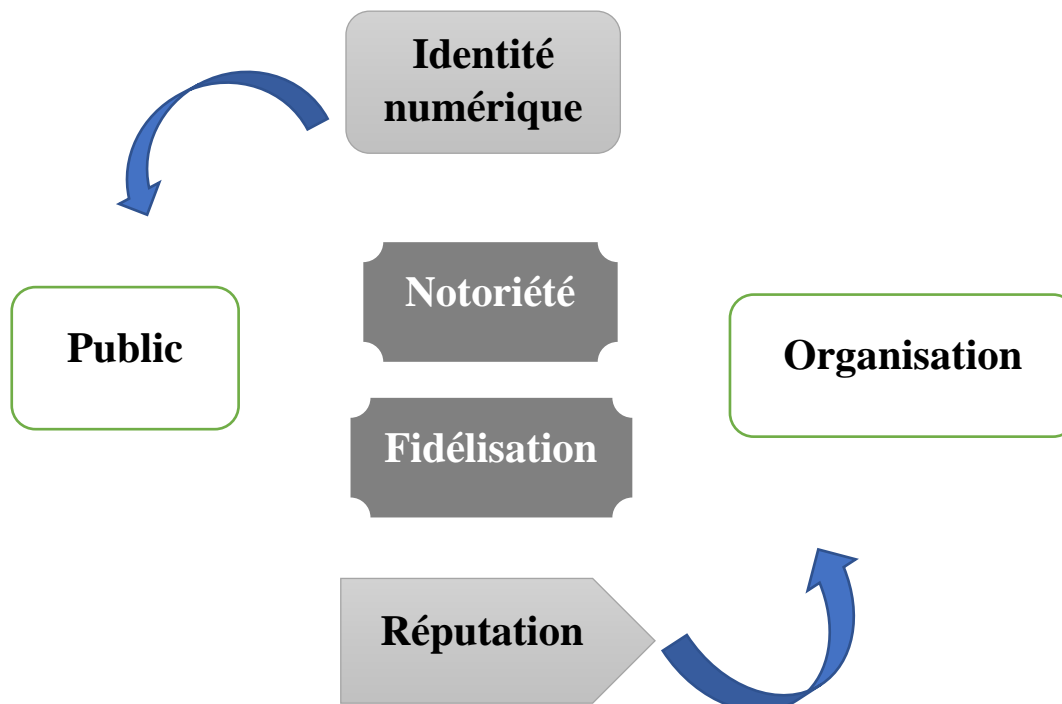 Identité
numérique
Notoriété
Public
Organisation
Fidélisation
Réputation